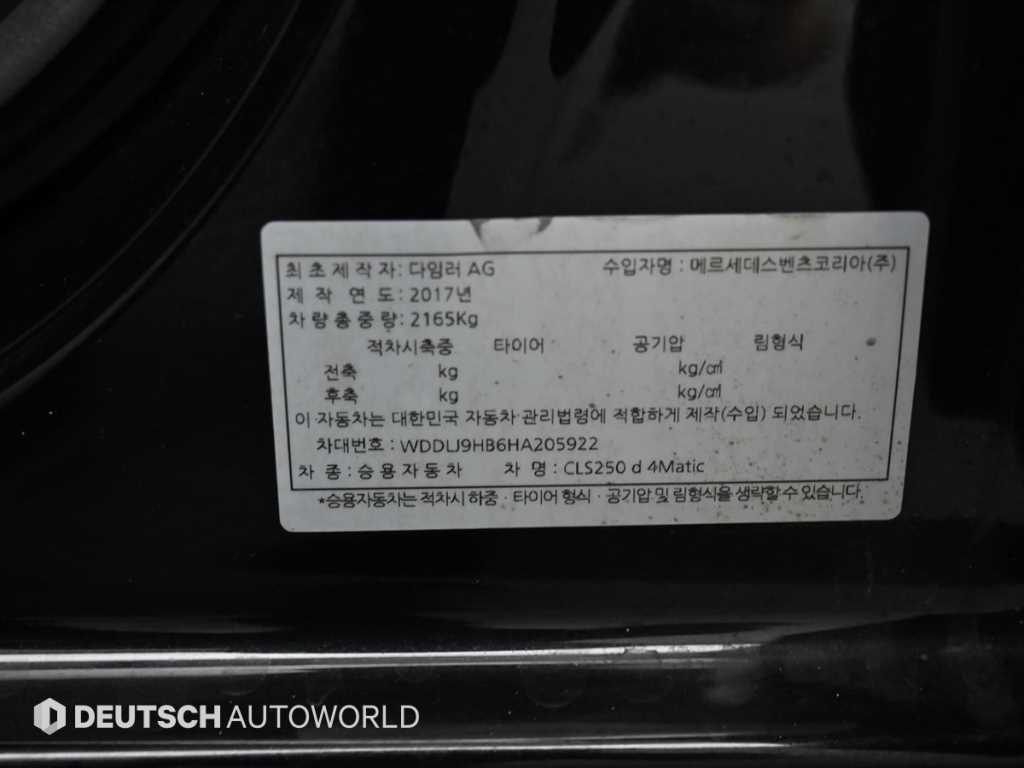 최초제작자: 다임러 AG 수입자명 : 메르세데스벤츠코리아(주)
제작 연도: 2017년
차량총중량: 2165Kg
적차시축중 타이어 공기압 림형식
전축 kg kg/㎠
후축 kg kg/㎠
이 자동차는 대한민국 자동차 관리법령에 적합하게 제작(수입) 되었습니다.
차대번호 : WDDLJ9HB6HA205922
차 종 : 승용자동차 차 명 : CLS250 d 4Matic
*승용자동차는 적차시 하중 · 타이어 형식 · 공기압 및 림형식을 생략할 수 있습니다.
DEUTSCH AUTOWORLD